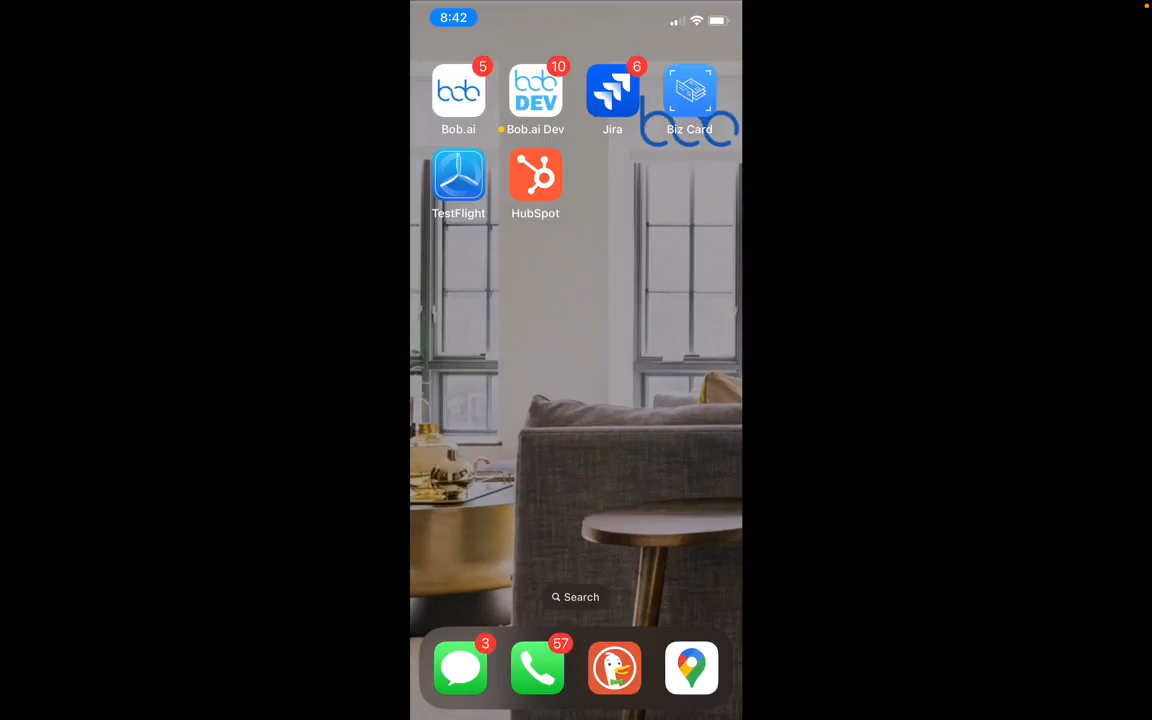 8:42
5
10
6
bob
bob
DEV
bob
Bob.ai
Bob.ai Dev
Jira
Biz Card
TestFlight
HubSpot
Search
3
57